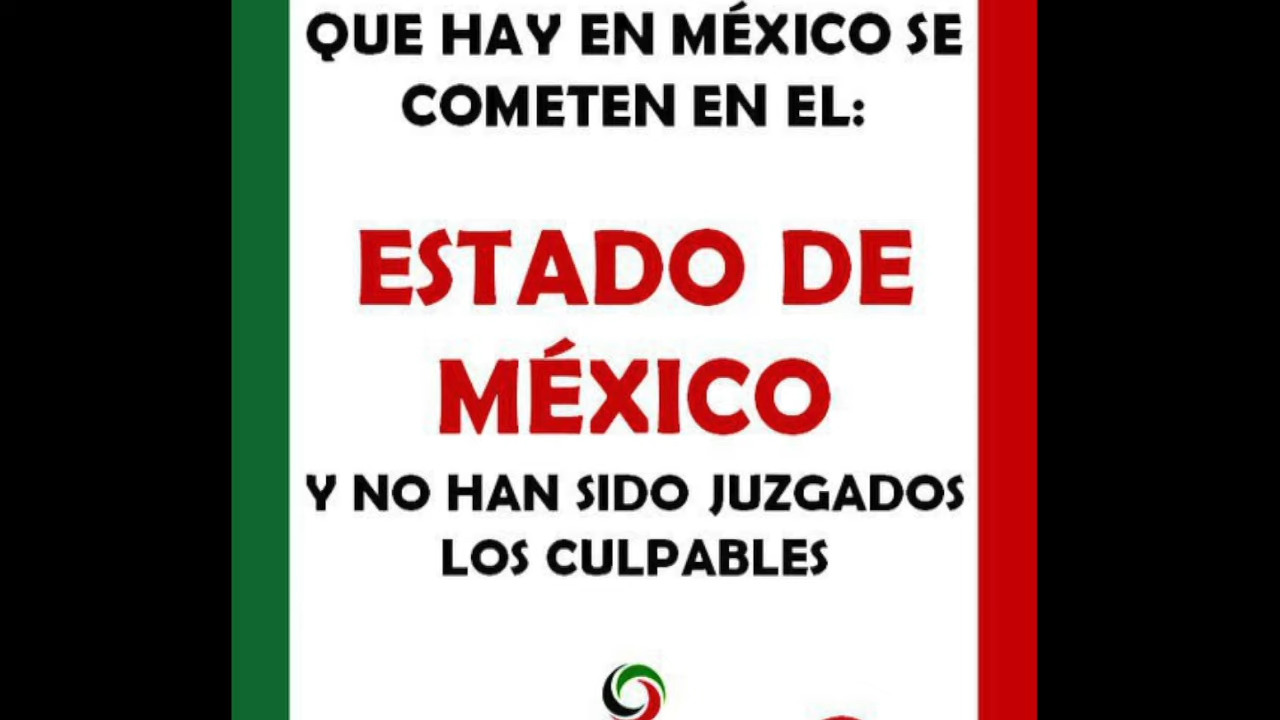 QUE HAY EN MÉXICO SE
COMETEN EN EL:
ESTADO DE
MÉXICO
Y NO HAN SIDO JUZGADOS
LOS CULPABLES